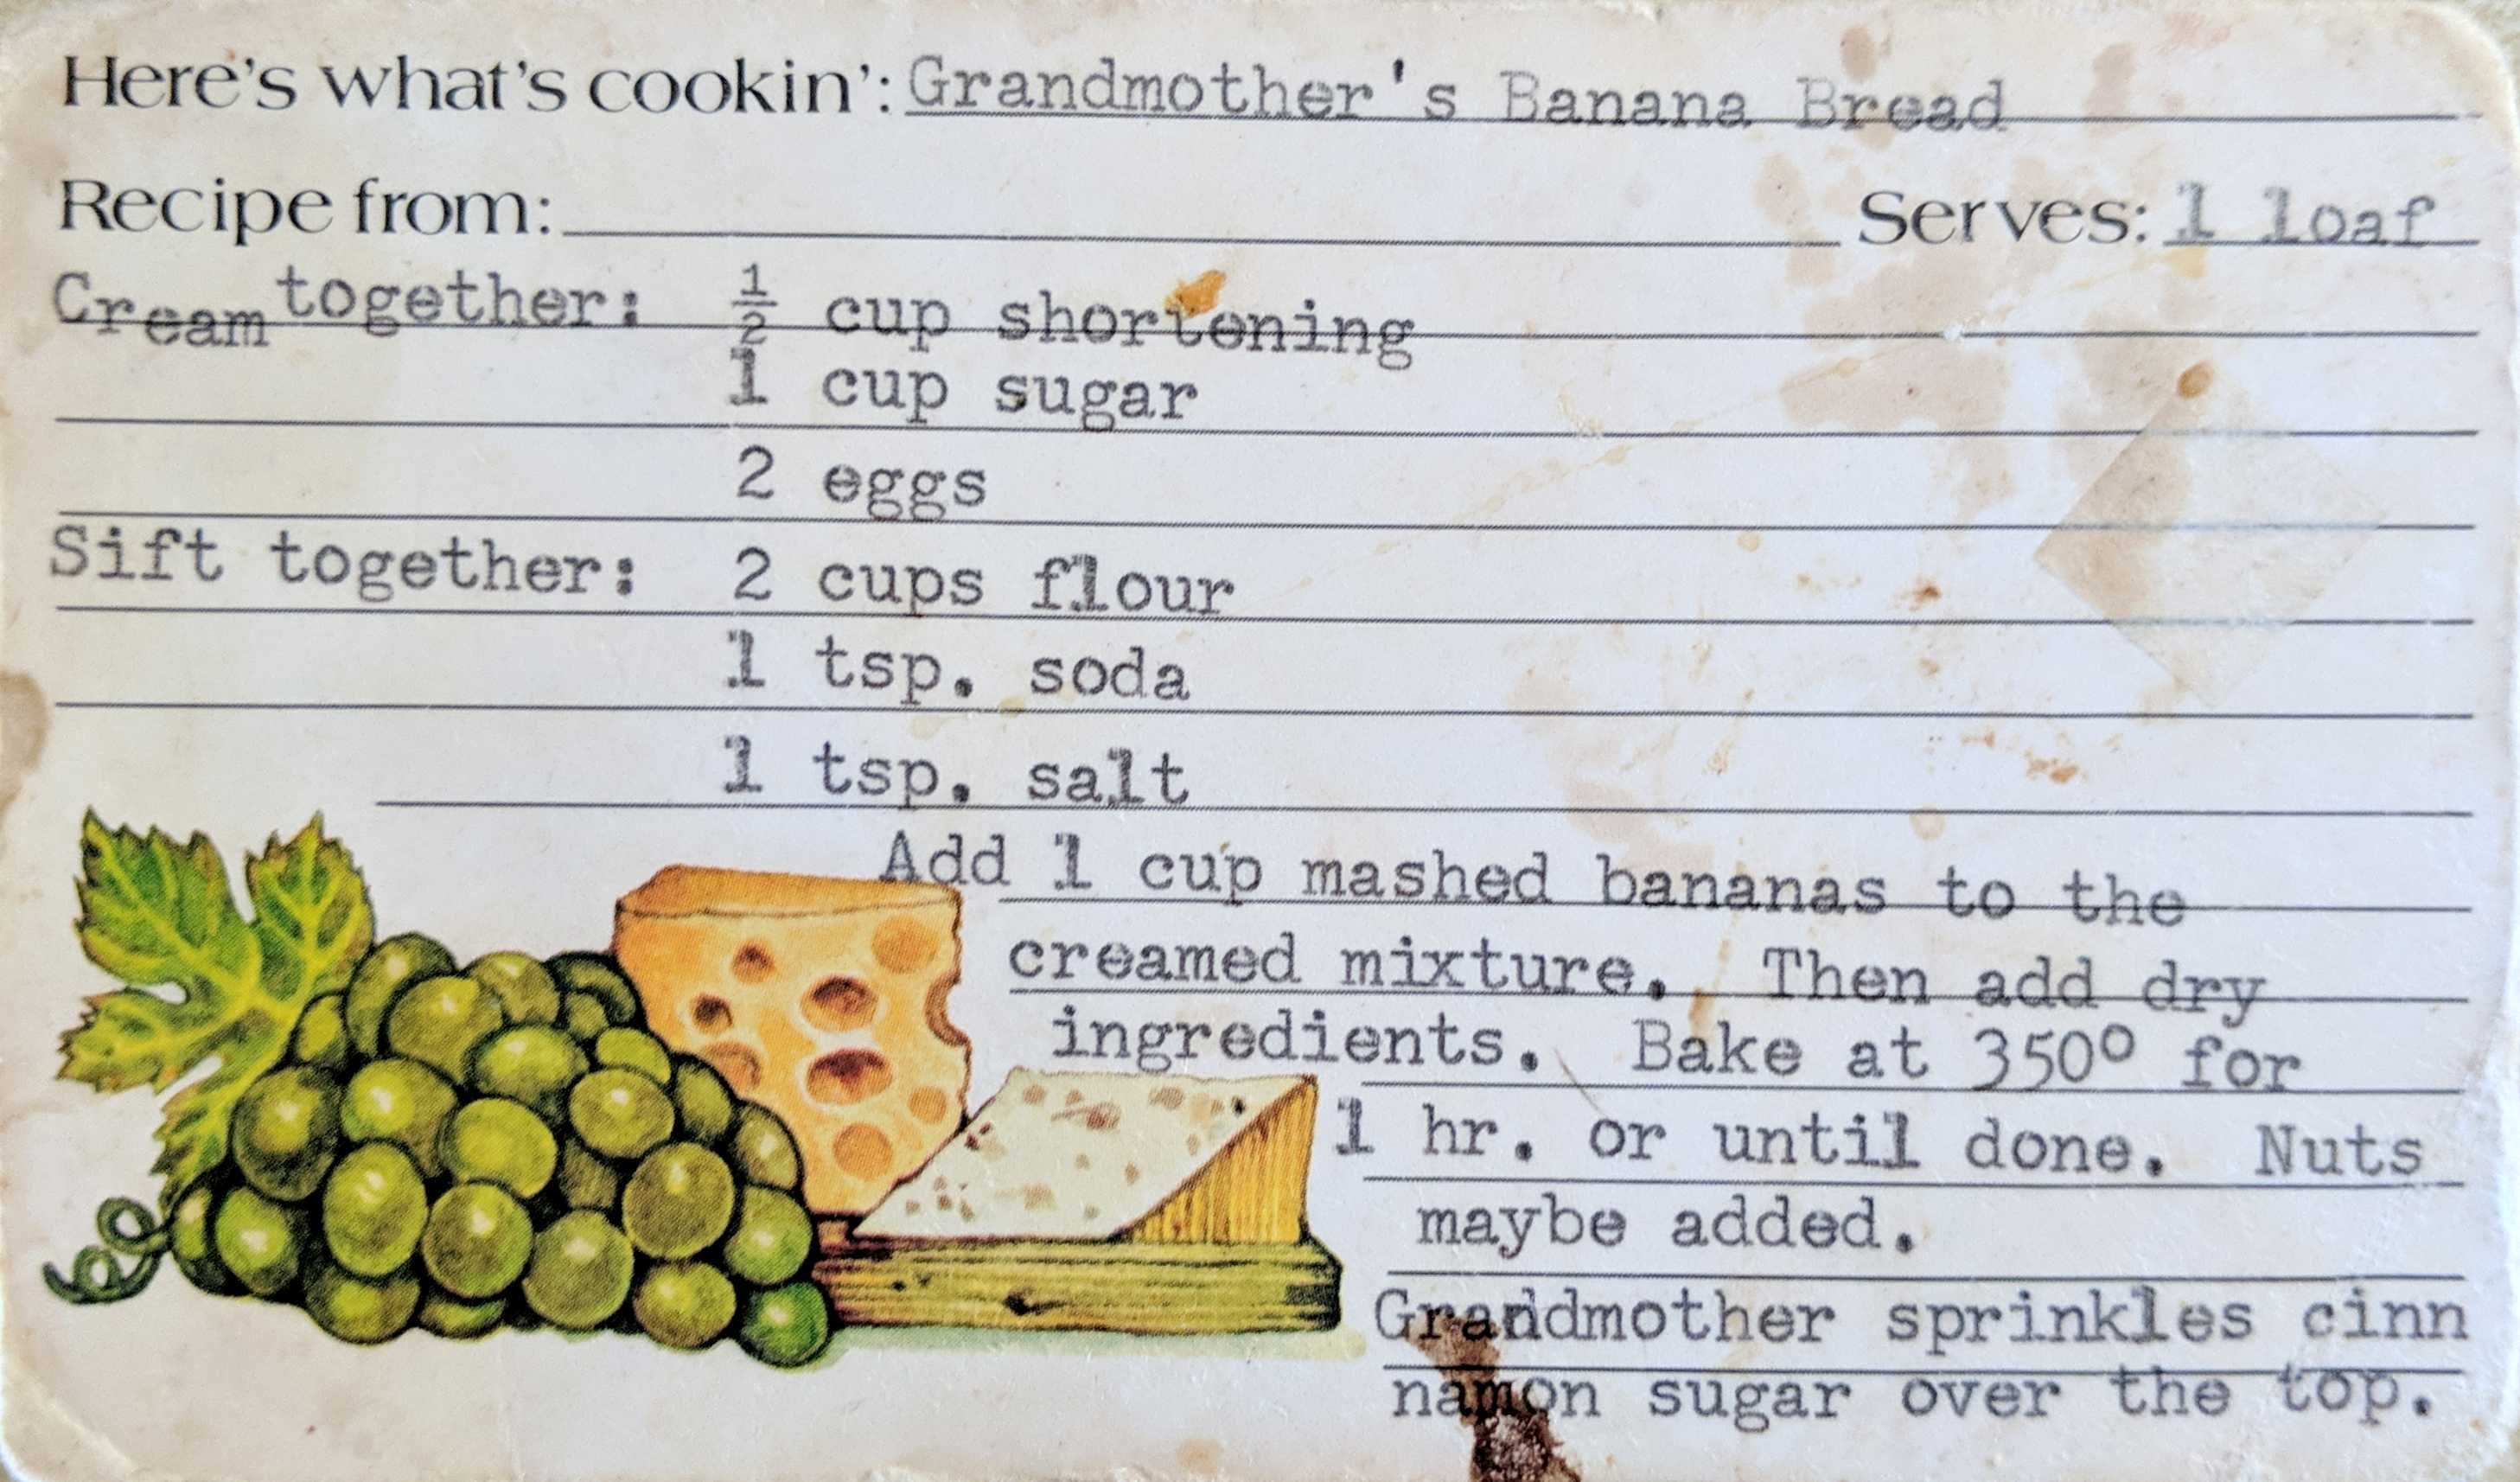 Here's what's cookin': Grandmother's Banana Bread
Recipe from: Serves: 1 loaf
Cream together: ½ cup shortening
1 cup sugar
2 eggs
Sift together: 2 cups flour
1 tsp. soda
1 tsp. salt
Add 1 cup mashed bananas to the
creamed mixture. Then add dry
ingredients. Bake at 350º for
1 hr. or until done. Nuts
maybe added.
Grandmother sprinkles cinn
namon sugar over the top.